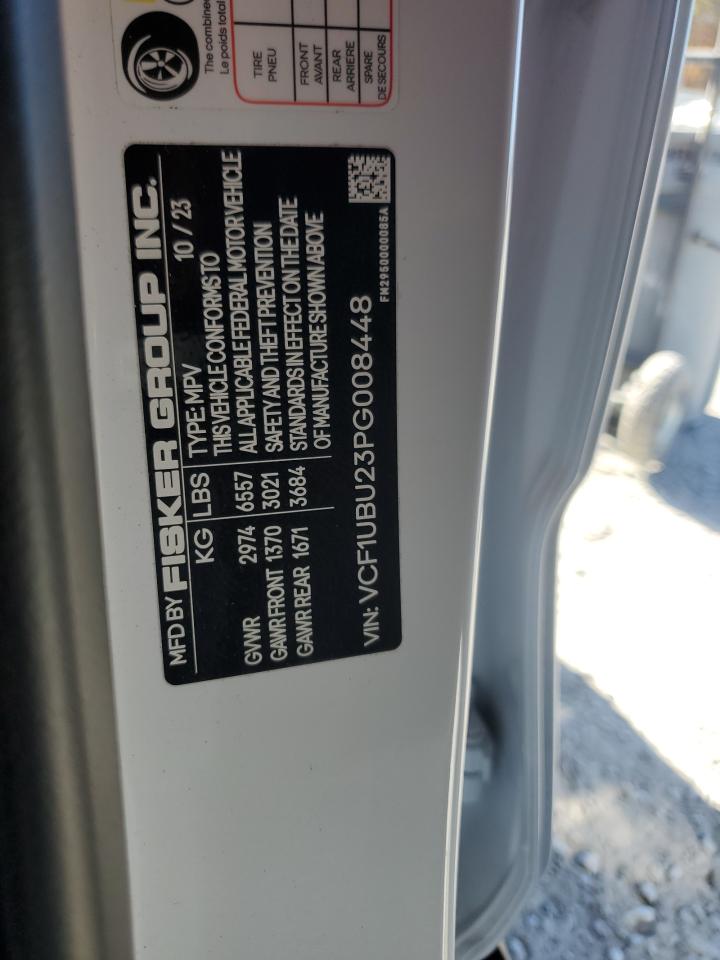 The combine
Le poids total
TIRE
PNEU
FRONT
AVANT
REAR
ARRIERE
SPARE
DE SECOURS
MFD BY FISKER GROUP INC.
KG LBS TYPE: MPV 10 / 23
GVWR 2974 6557
GAWR FRONT 1370 3021
GAWR REAR 1671 3684
THIS VEHICLE CONFORMS TO
ALL APPLICABLE FEDERAL MOTOR VEHICLE
SAFETY AND THEFT PREVENTION
STANDARDS IN EFFECT ON THE DATE
OF MANUFACTURE SHOWN ABOVE
FM2950000085A
VIN: VCF1UBU23PG008448